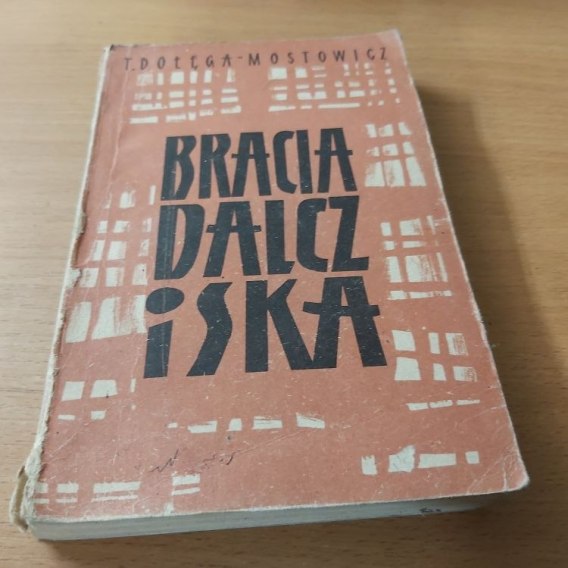 T. DOŁĘGA-MOSTOWICZ
BRACIA
DALCZ
i SKA